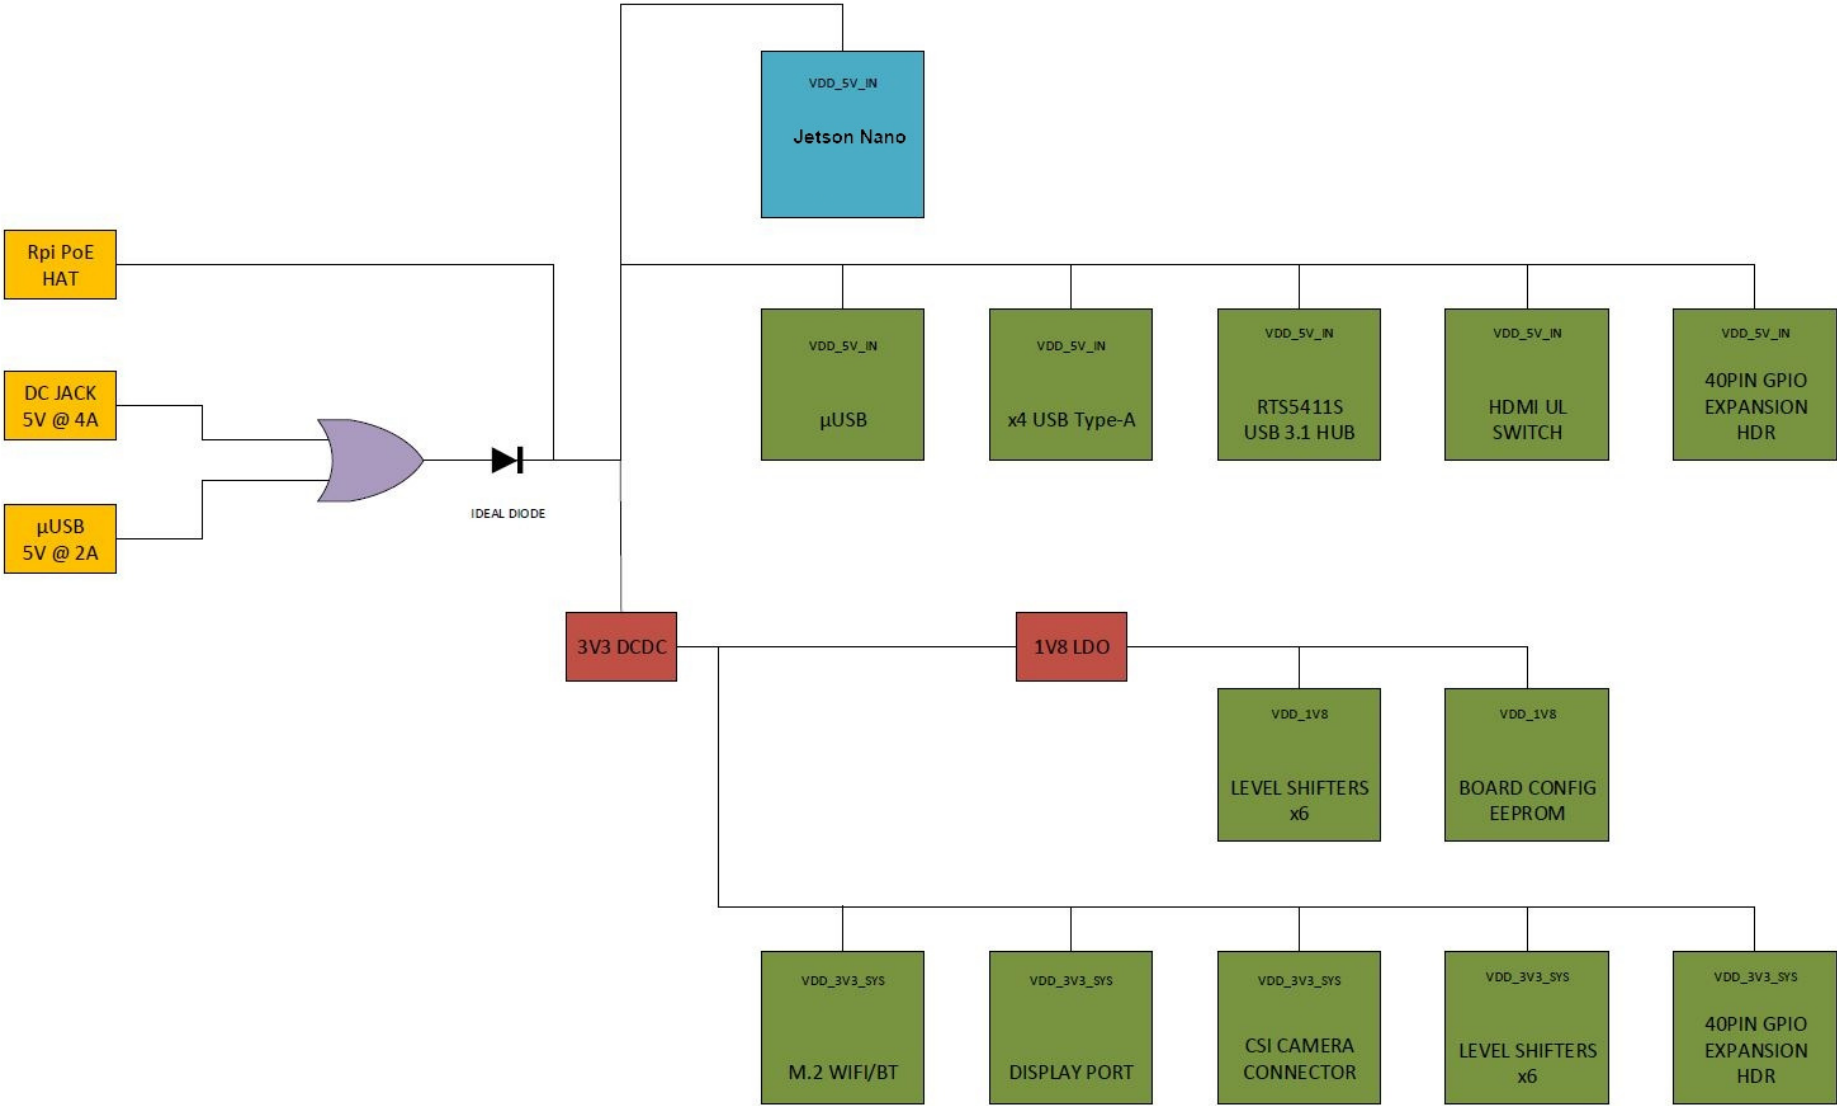 VDD_5V_IN
Jetson Nano
Rpi PoE
HAT
DC JACK
5V @ 4A
µUSB
5V @ 2A
IDEAL DIODE
VDD_5V_IN
µUSB
VDD_5V_IN
x4 USB Type-A
VDD_5V_IN
RTS5411S
USB 3.1 HUB
VDD_5V_IN
HDMI UL
SWITCH
VDD_5V_IN
40PIN GPIO
EXPANSION
HDR
3V3 DCDC
1V8 LDO
VDD_1V8
LEVEL SHIFTERS
x6
VDD_1V8
BOARD CONFIG
EEPROM
VDD_3V3_SYS
M.2 WIFI/BT
VDD_3V3_SYS
DISPLAY PORT
VDD_3V3_SYS
CSI CAMERA
CONNECTOR
VDD_3V3_SYS
LEVEL SHIFTERS
x6
VDD_3V3_SYS
40PIN GPIO
EXPANSION
HDR